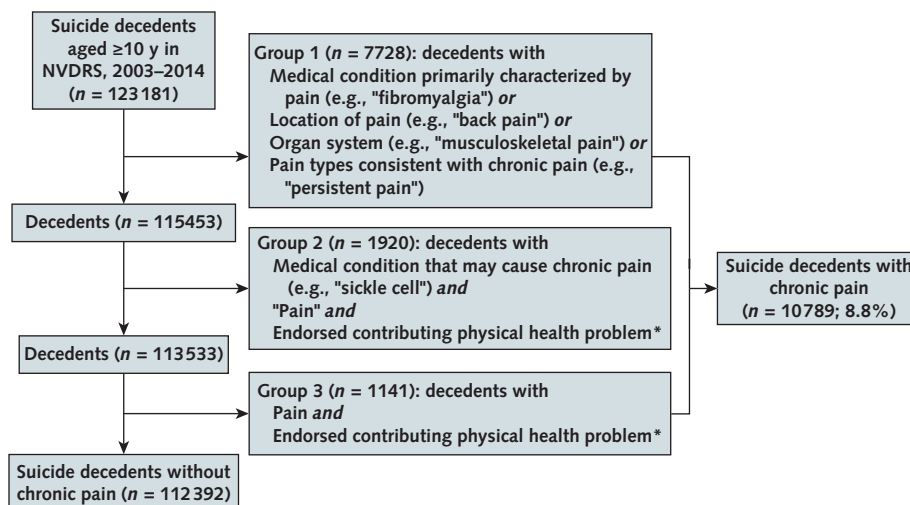 Suicide decedents
aged ≥10 y in
NVDRS, 2003–2014
(n = 123 181)
Group 1 (n = 7728): decedents with
Medical condition primarily characterized by
pain (e.g., "fibromyalgia") or
Location of pain (e.g., "back pain") or
Organ system (e.g., "musculoskeletal pain") or
Pain types consistent with chronic pain (e.g.,
"persistent pain")
Decedents (n = 115453)
Group 2 (n = 1920): decedents with
Medical condition that may cause chronic pain
(e.g., "sickle cell") and
"Pain" and
Endorsed contributing physical health problem*
Suicide decedents with
chronic pain
(n = 10 789; 8.8%)
Decedents (n = 113 533)
Group 3 (n = 1141): decedents with
Pain and
Endorsed contributing physical health problem*
Suicide decedents without
chronic pain (n = 112 392)